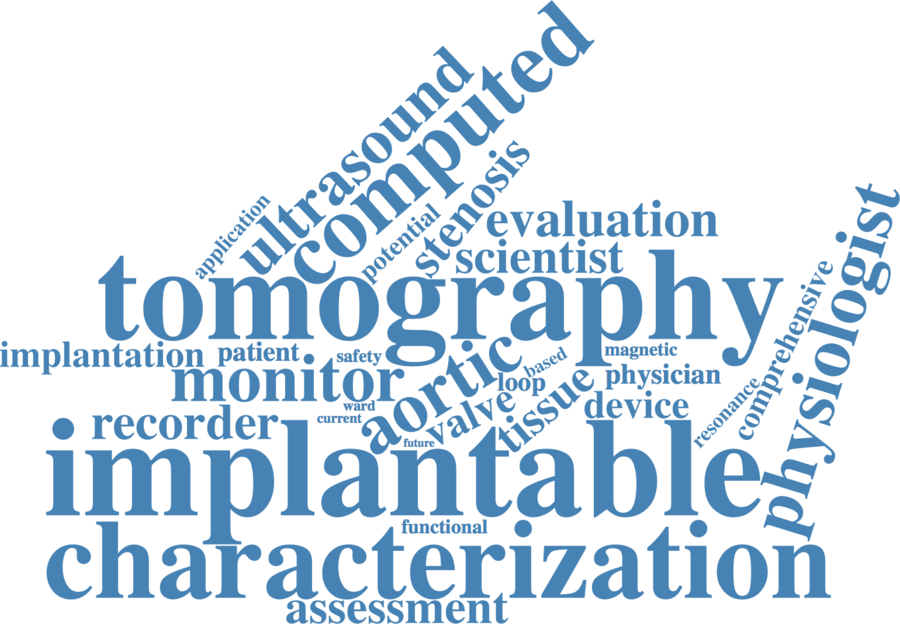 computed
ultrasound
stenosis
application
potential
evaluation
scientist
physiologist
tomography
comprehensive
implantation
patient
safety
magnetic
monitor
aortic
based
loop
physician
resonance
ward
current
valve
tissue
device
recorder
future
implantable
functional
characterization
assessment